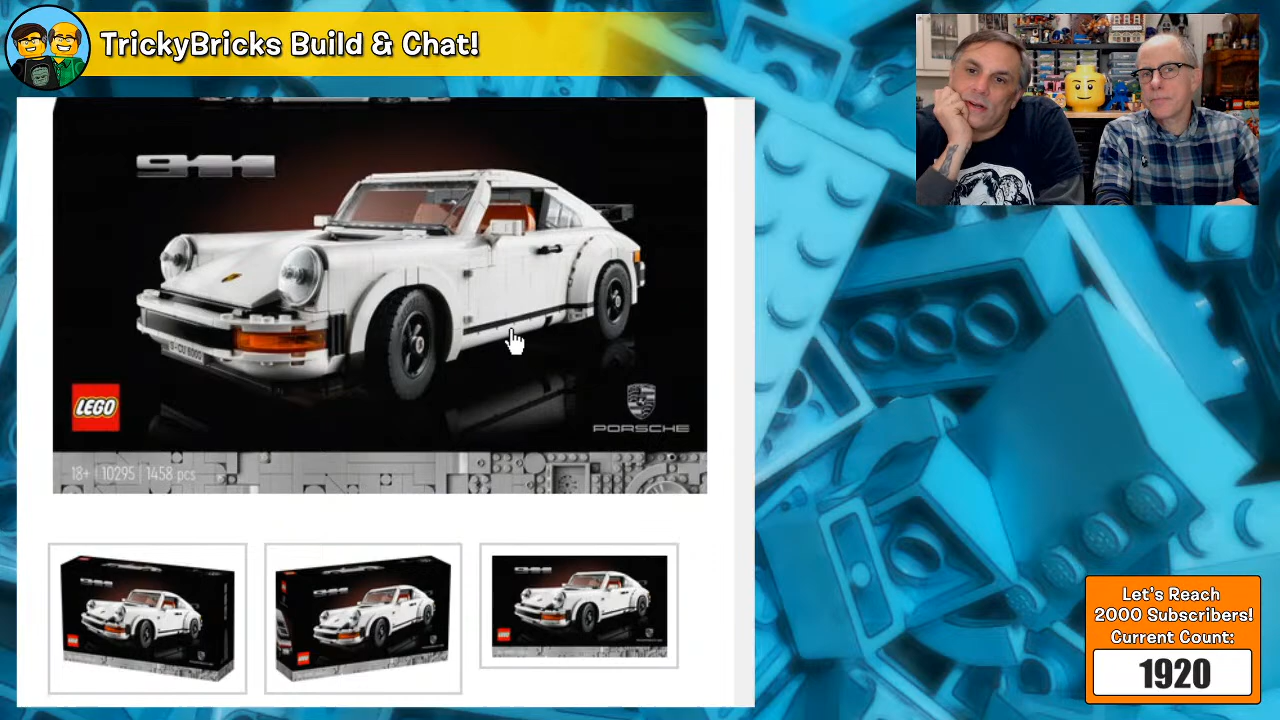 TrickyBricks Build & Chat!
911
LEGO
PORSCHE
18+ | 10295 | 1458 pcs
Let's Reach
2000 Subscribers!
Current Count:
1920